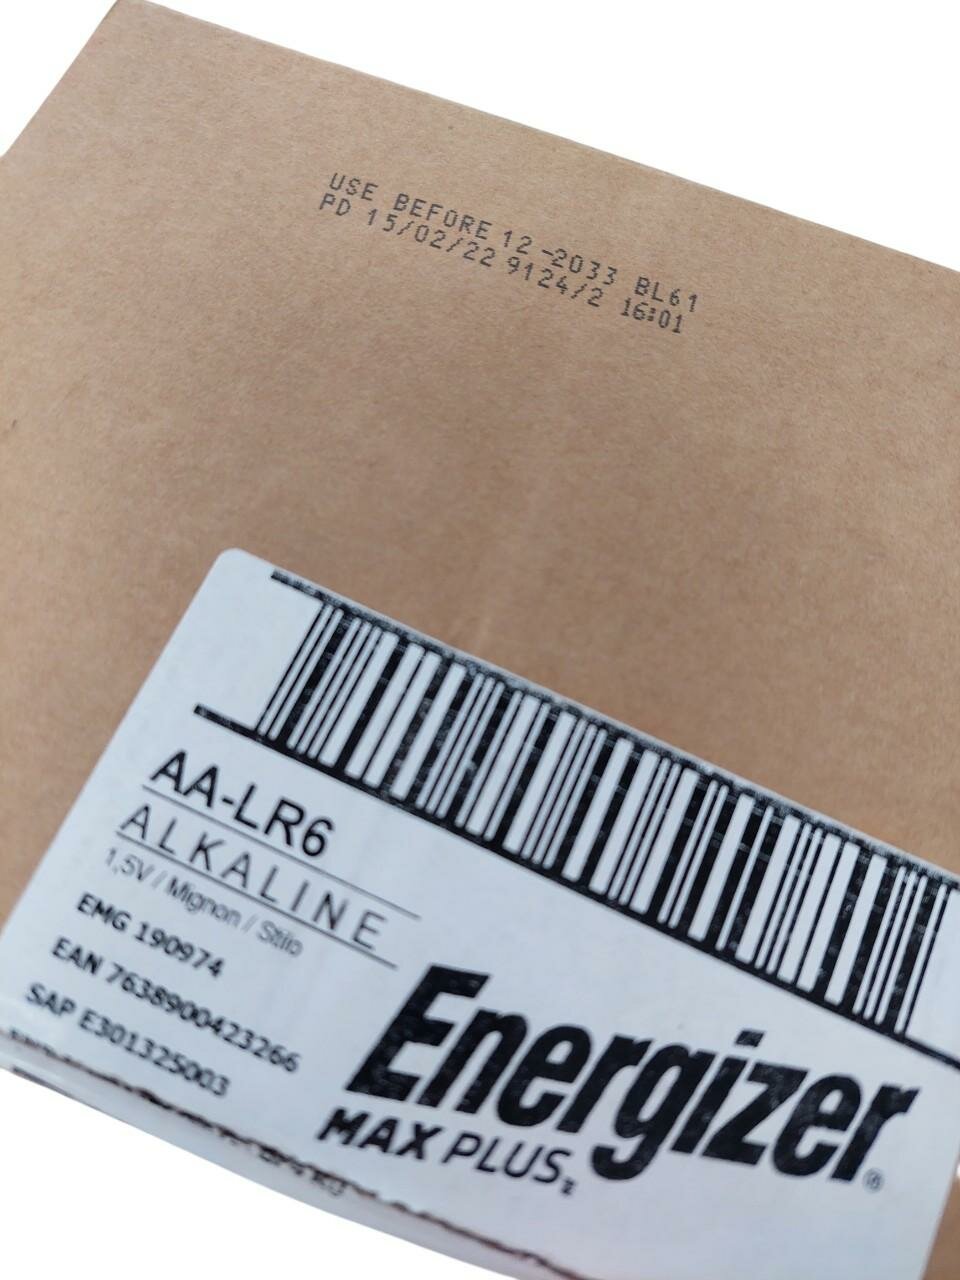 USE BEFORE 12-2033 BL61
PD 15/02/22 9124/2 16:01
AA-LR6
ALKALINE
1,5V / Mignon / Stilo
EMG 190974
EAN 7638900423266
SAP E301325003
Energizer®
MAX PLUS